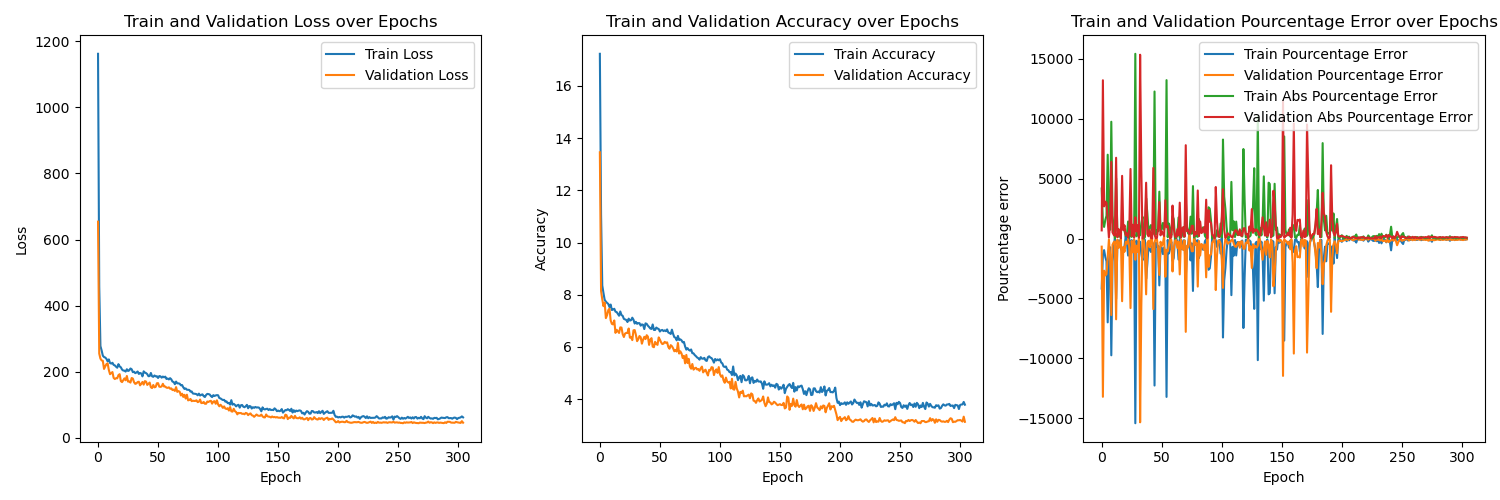 Train and Validation Loss over Epochs
Train Loss
Validation Loss
1200
1000
800
600
400
200
0
Loss
0 50 100 150 200 250 300
Epoch
Train and Validation Accuracy over Epochs
Train Accuracy
Validation Accuracy
16
14
12
10
8
6
4
Accuracy
0 50 100 150 200 250 300
Epoch
Train and Validation Pourcentage Error over Epochs
Train Pourcentage Error
Validation Pourcentage Error
Train Abs Pourcentage Error
Validation Abs Pourcentage Error
15000
10000
5000
0
−5000
−10000
−15000
Pourcentage error
0 50 100 150 200 250 300
Epoch